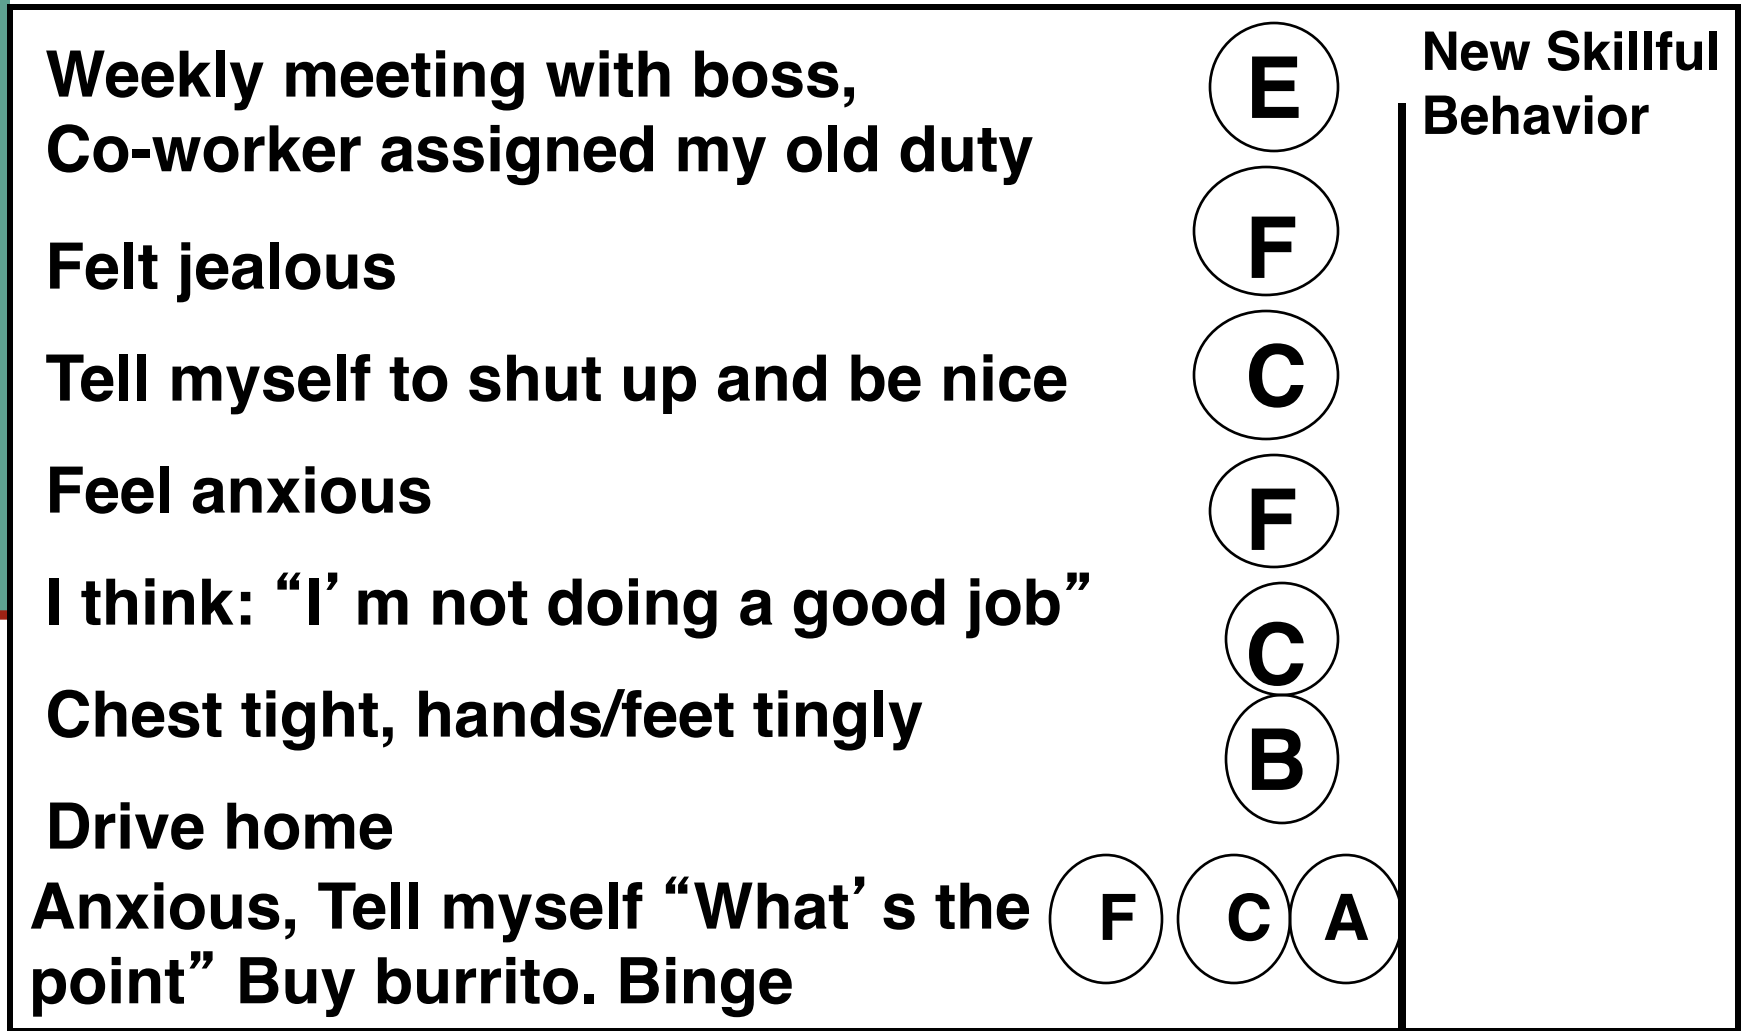 Weekly meeting with boss,
Co-worker assigned my old duty
E
Felt jealous
F
Tell myself to shut up and be nice
C
Feel anxious
F
I think: “I’ m not doing a good job”
C
Chest tight, hands/feet tingly
B
Drive home
Anxious, Tell myself “What’ s the
point” Buy burrito. Binge
F C A
New Skillful
Behavior